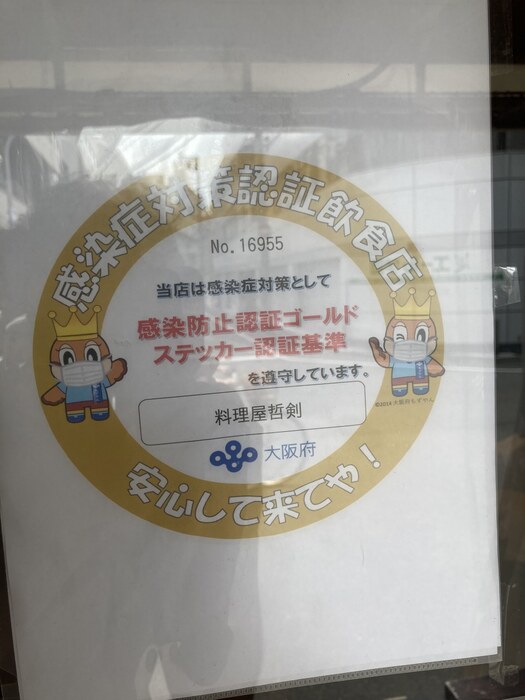 感染症対策認証飲食店
No.16955
当店は感染症対策として
感染防止認証ゴールド
ステッカー認証基準
を遵守しています。
料理屋哲剣
大阪府
安心して来てや！